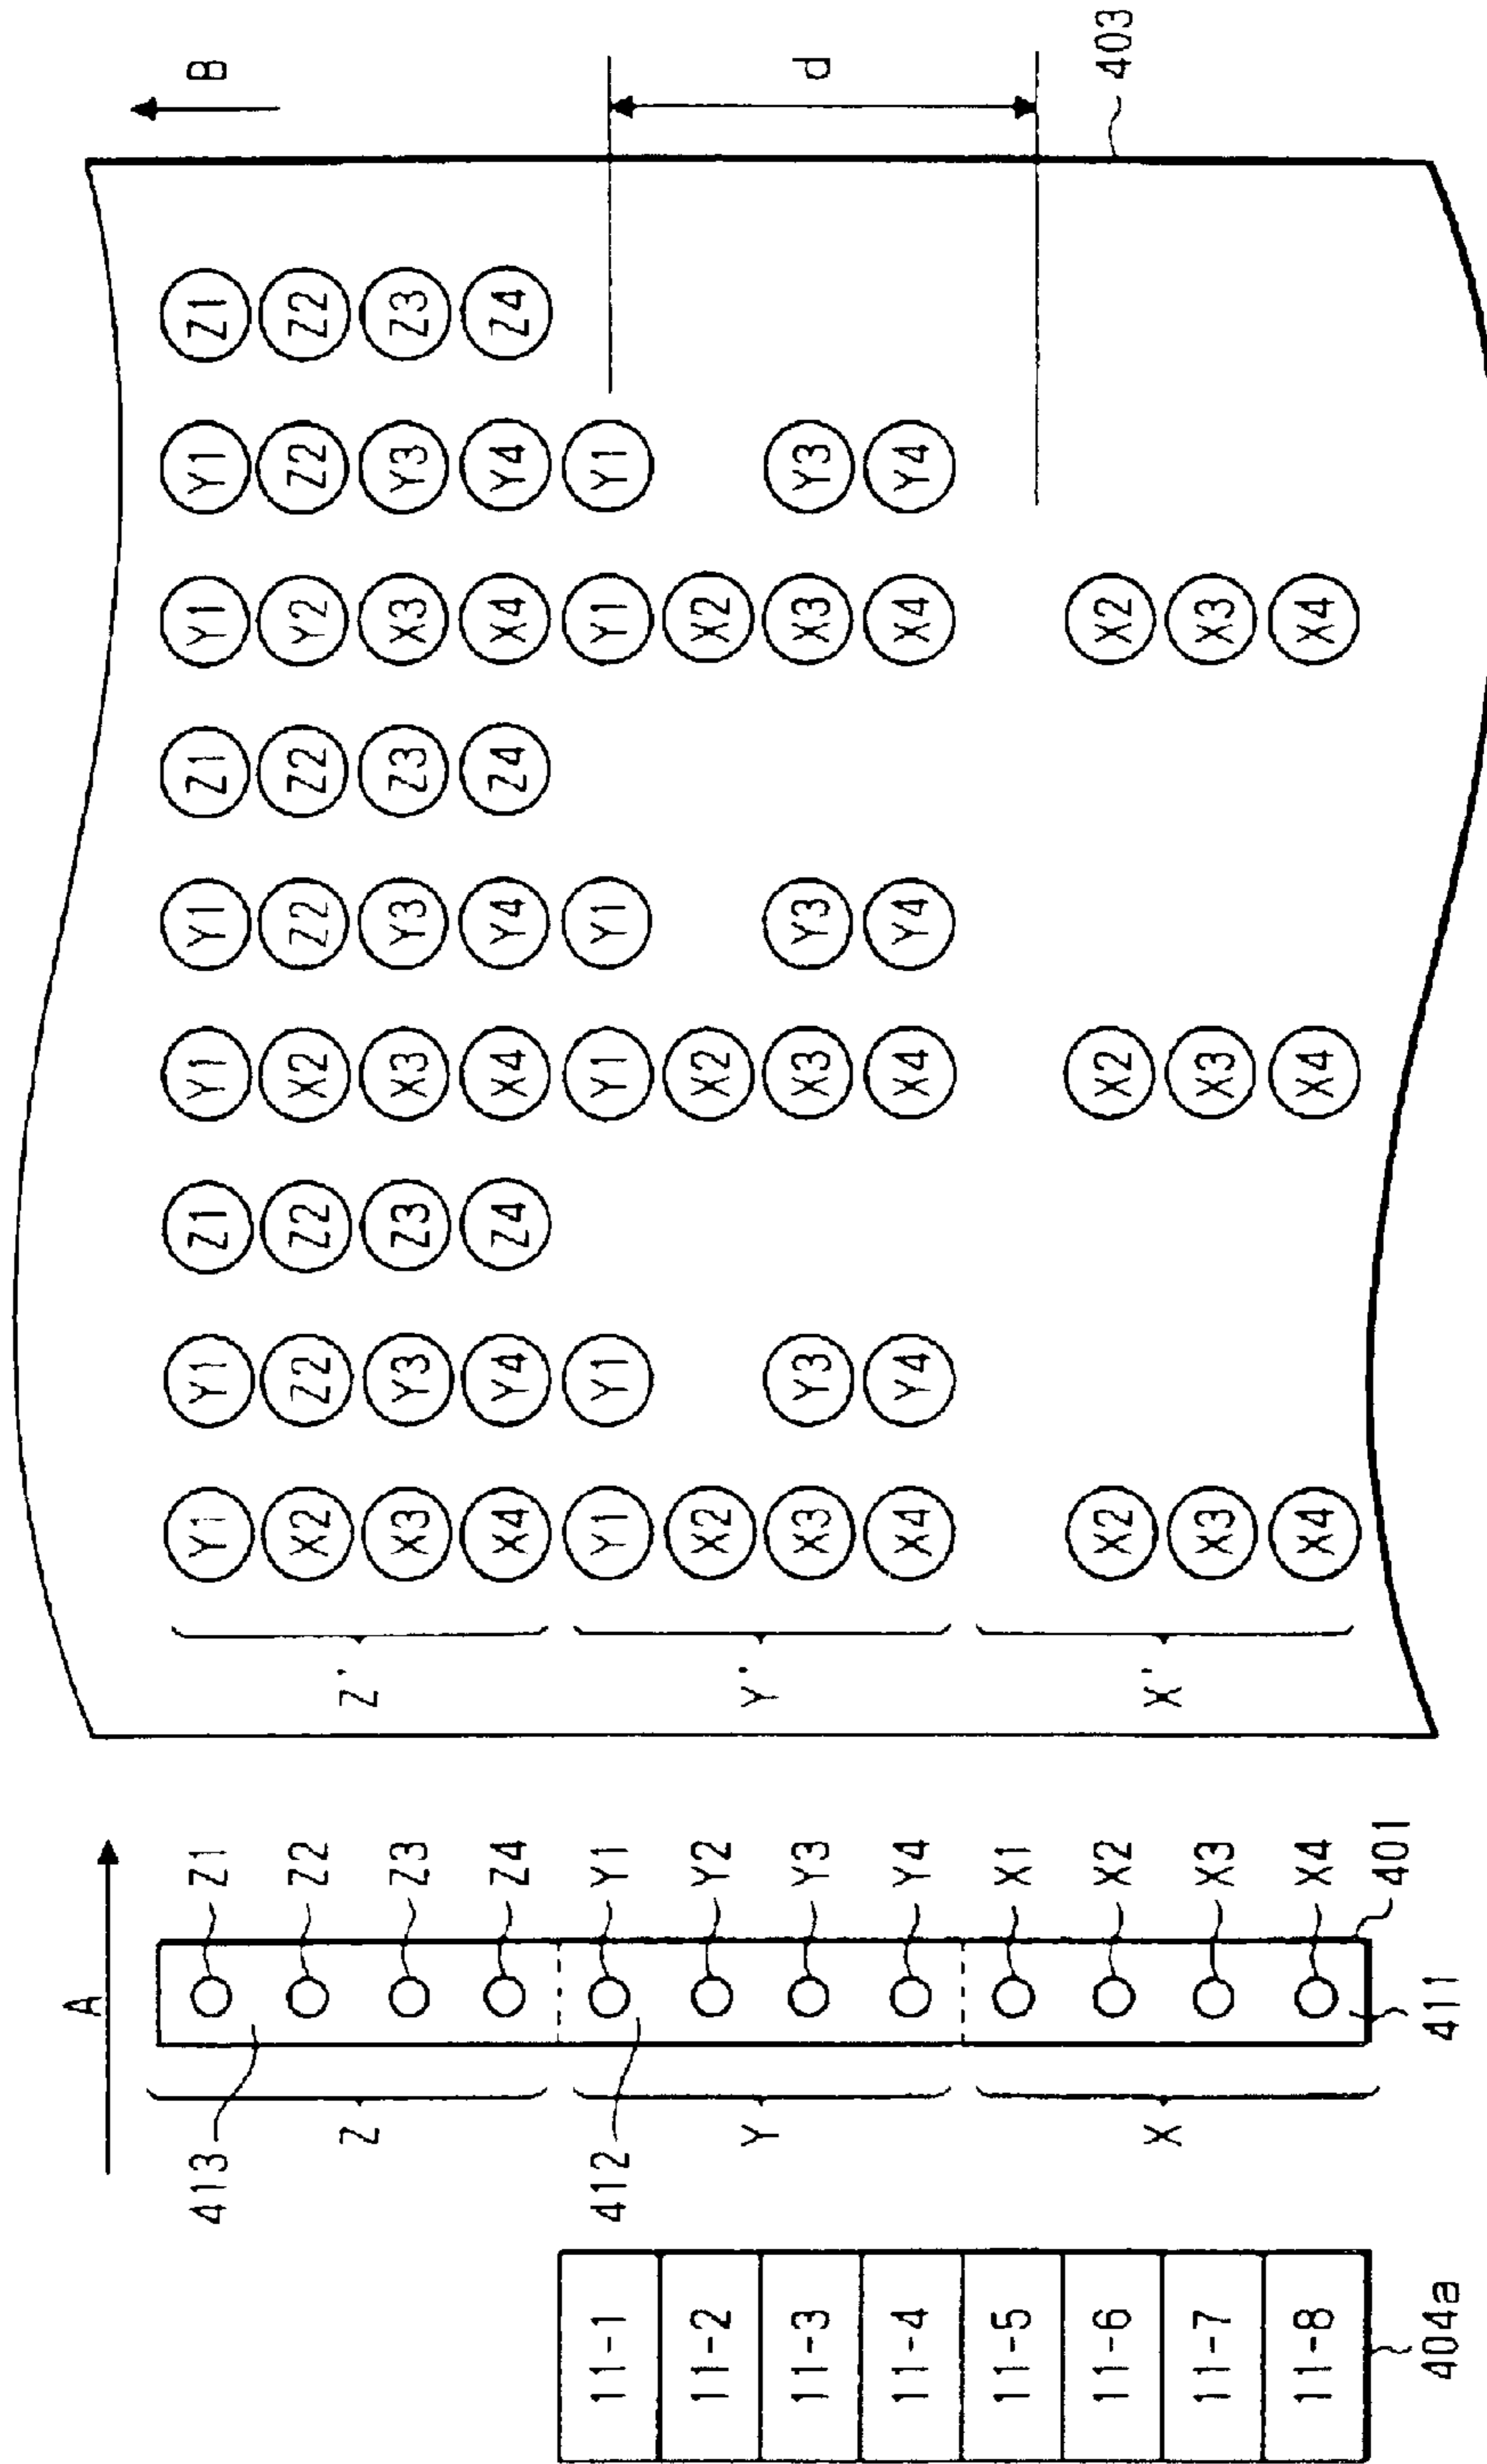 A
413 Z1 Y1 Y1 Z1 Y1 Y1 Z1 Y1 Y1 Z1 B
Z2 X2 Z2 Z2 X2 Z2 Z2 Y2 Z2 Z2
Z Z'
Z3 X3 Y3 Z3 X3 Y3 Z3 X3 Y3 Z3
Z4 X4 Y4 Z4 X4 Y4 Z4 X4 Y4 Z4
11-1 412 Y1 Y1 Y1 Y1 Y1 Y1 Y1
11-2 Y2 X2 X2 X2
Y Y'
11-3 Y3 X3 Y3 X3 Y3 X3 Y3 d
11-4 Y4 X4 Y4 X4 Y4 X4 Y4
11-5 X1
11-6 X2 X2 X2 X2 403
X X'
11-7 X3 X3 X3 X3
11-8 X4 X4 X4 X4
401
404a 411